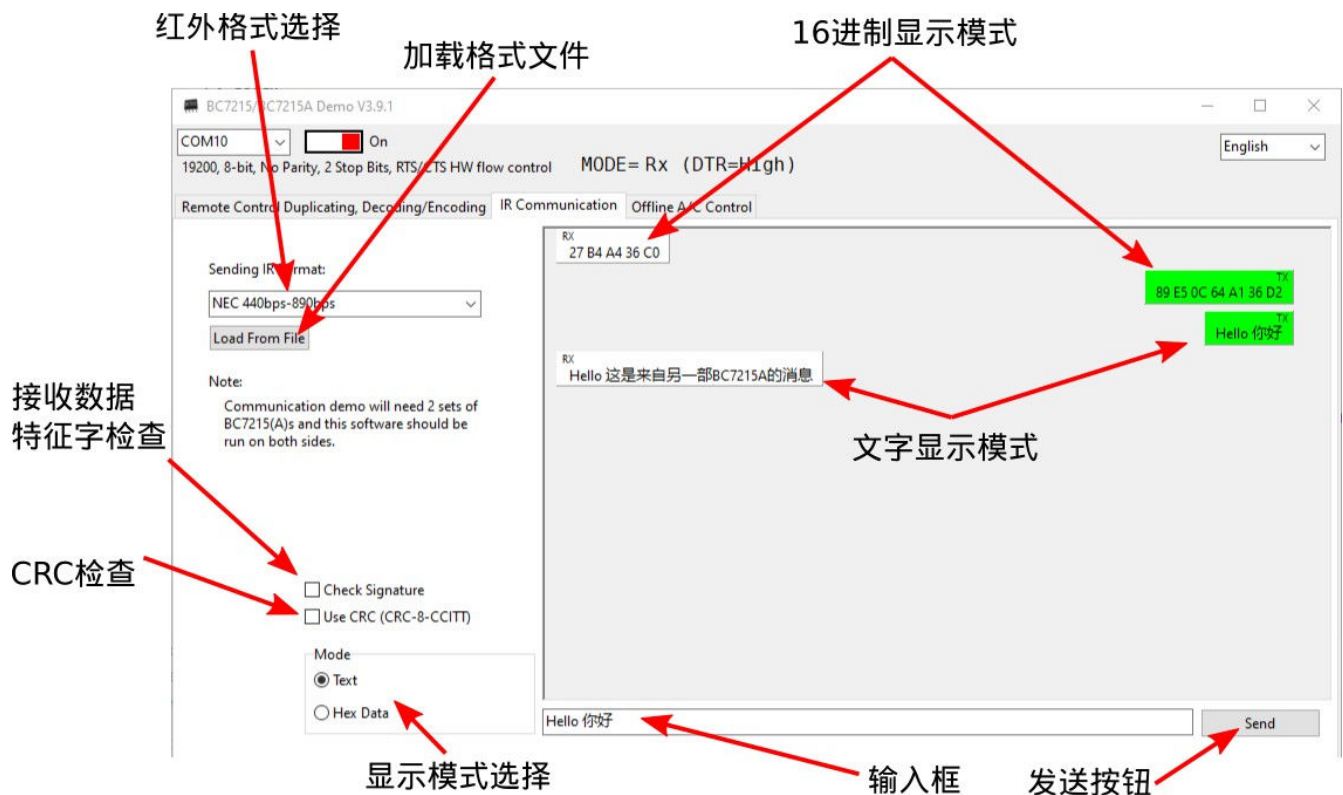 红外格式选择
加载格式文件
16进制显示模式
BC7215/BC7215A Demo V3.9.1
COM10
On
English
19200, 8-bit, No Parity, 2 Stop Bits, RTS/CTS HW flow control
MODE= Rx (DTR=High)
Remote Control Duplicating, Decoding/Encoding
IR Communication
Offline A/C Control
RX
27 B4 A4 36 C0
Sending IR Format:
TX
89 E5 0C 64 A1 36 D2
NEC 440bps-890bps
TX
Hello 你好
Load From File
RX
Hello 这是来自另一部BC7215A的消息
Note:
Communication demo will need 2 sets of
BC7215(A)s and this software should be
run on both sides.
接收数据
特征字检查
文字显示模式
CRC检查
Check Signature
Use CRC (CRC-8-CCITT)
Mode
Text
Hex Data
Hello 你好
Send
显示模式选择
输入框
发送按钮